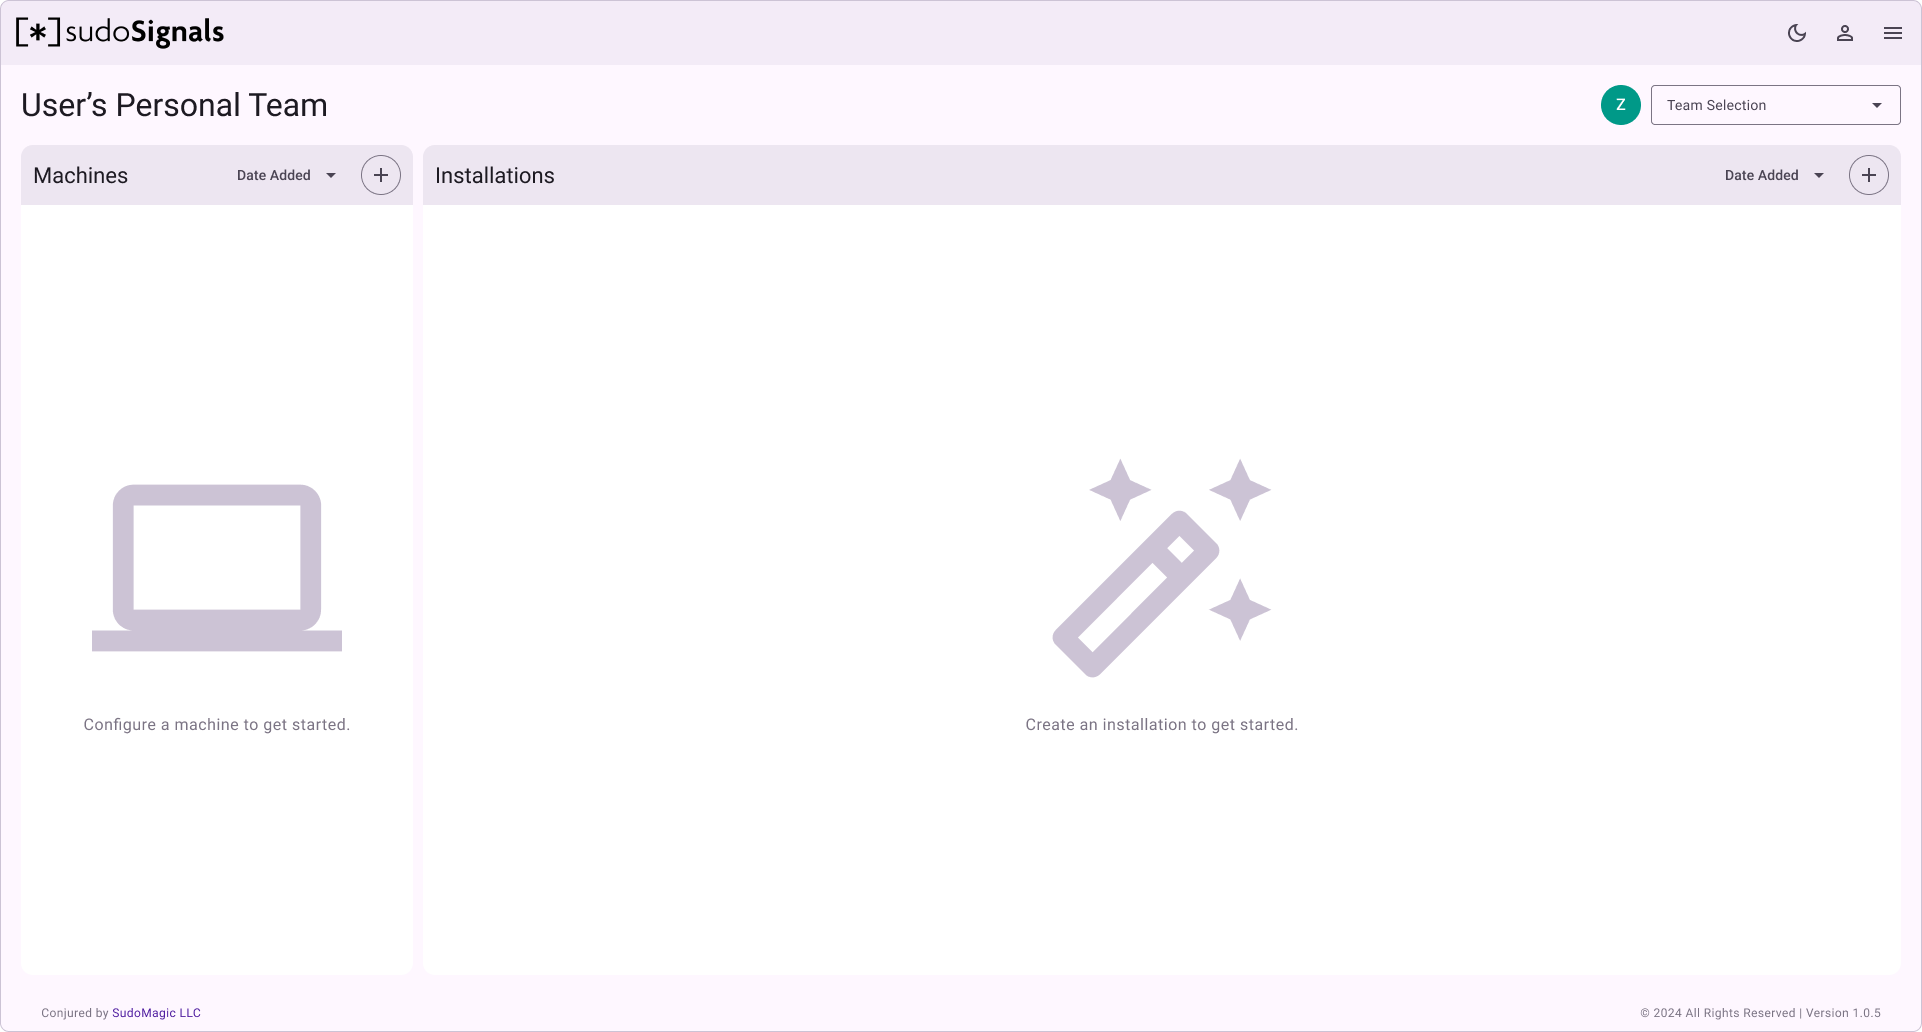 [*] sudoSignals
User’s Personal Team
Z
Team Selection
Machines
Date Added
Installations
Date Added
Configure a machine to get started.
Create an installation to get started.
Conjured by SudoMagic LLC
© 2024 All Rights Reserved | Version 1.0.5